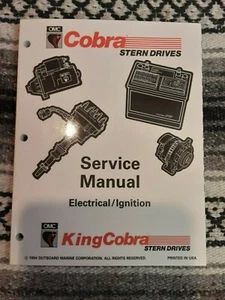 OMC
Cobra
STERN DRIVES
Service
Manual
Electrical/Ignition
OMC
KingCobra
STERN DRIVES
© 1994 OUTBOARD MARINE CORPORATION, ALL RIGHTS RESERVED.
PRINTED IN USA